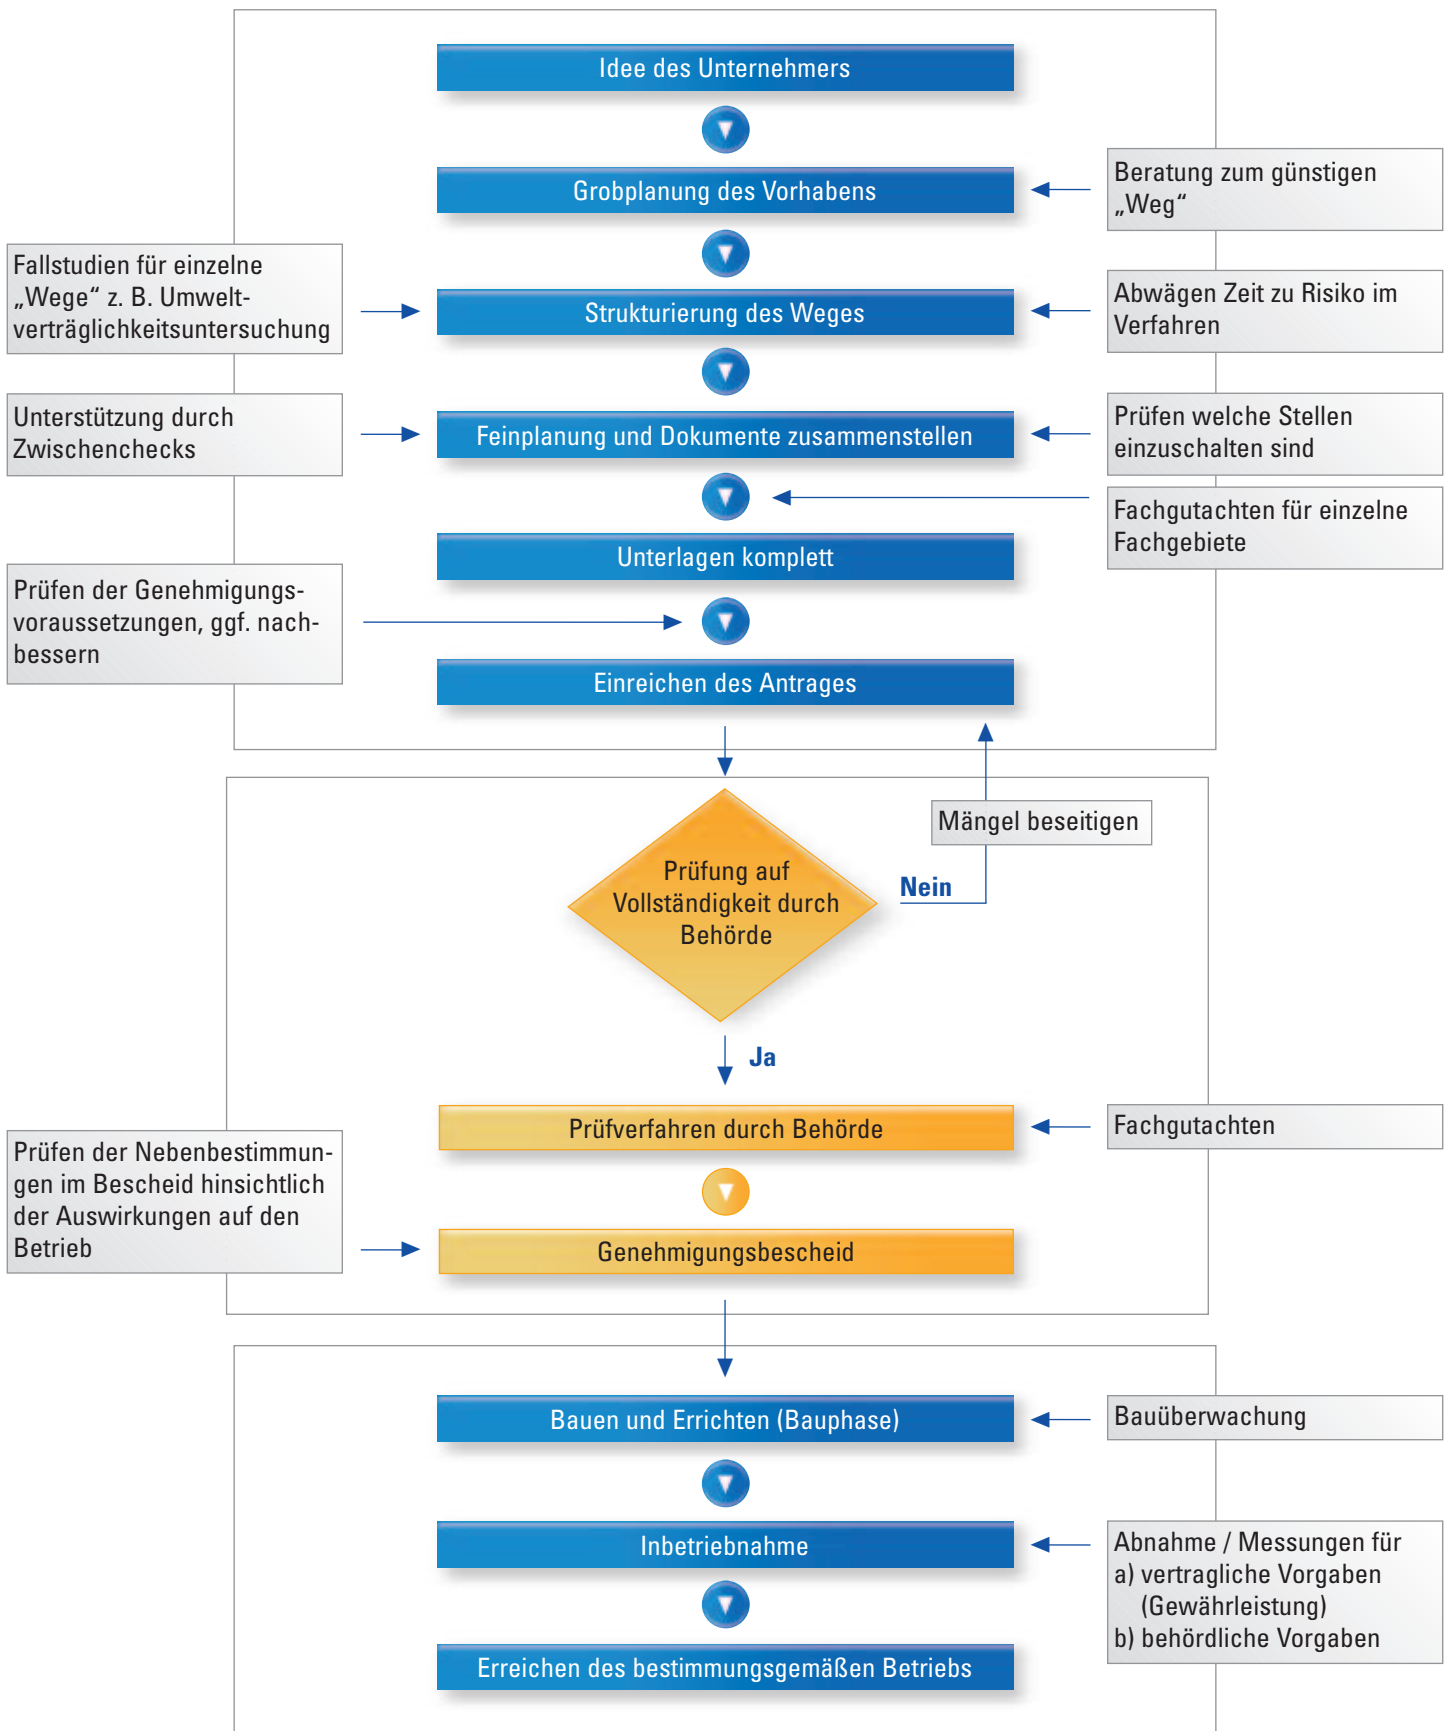 Idee des Unternehmers
Grobplanung des Vorhabens
Beratung zum günstigen
„Weg“
Fallstudien für einzelne
„Wege“ z. B. Umwelt-
verträglichkeitsuntersuchung
Strukturierung des Weges
Abwägen Zeit zu Risiko im
Verfahren
Unterstützung durch
Zwischenchecks
Feinplanung und Dokumente zusammenstellen
Prüfen welche Stellen
einzuschalten sind
Fachgutachten für einzelne
Fachgebiete
Unterlagen komplett
Prüfen der Genehmigungs-
voraussetzungen, ggf. nach-
bessern
Einreichen des Antrages
Mängel beseitigen
Prüfung auf
Vollständigkeit durch
Behörde
Nein
Ja
Prüfverfahren durch Behörde
Fachgutachten
Prüfen der Nebenbestimmun-
gen im Bescheid hinsichtlich
der Auswirkungen auf den
Betrieb
Genehmigungsbescheid
Bauen und Errichten (Bauphase)
Bauüberwachung
Inbetriebnahme
Abnahme / Messungen für
a) vertragliche Vorgaben
(Gewährleistung)
b) behördliche Vorgaben
Erreichen des bestimmungsgemäßen Betriebs